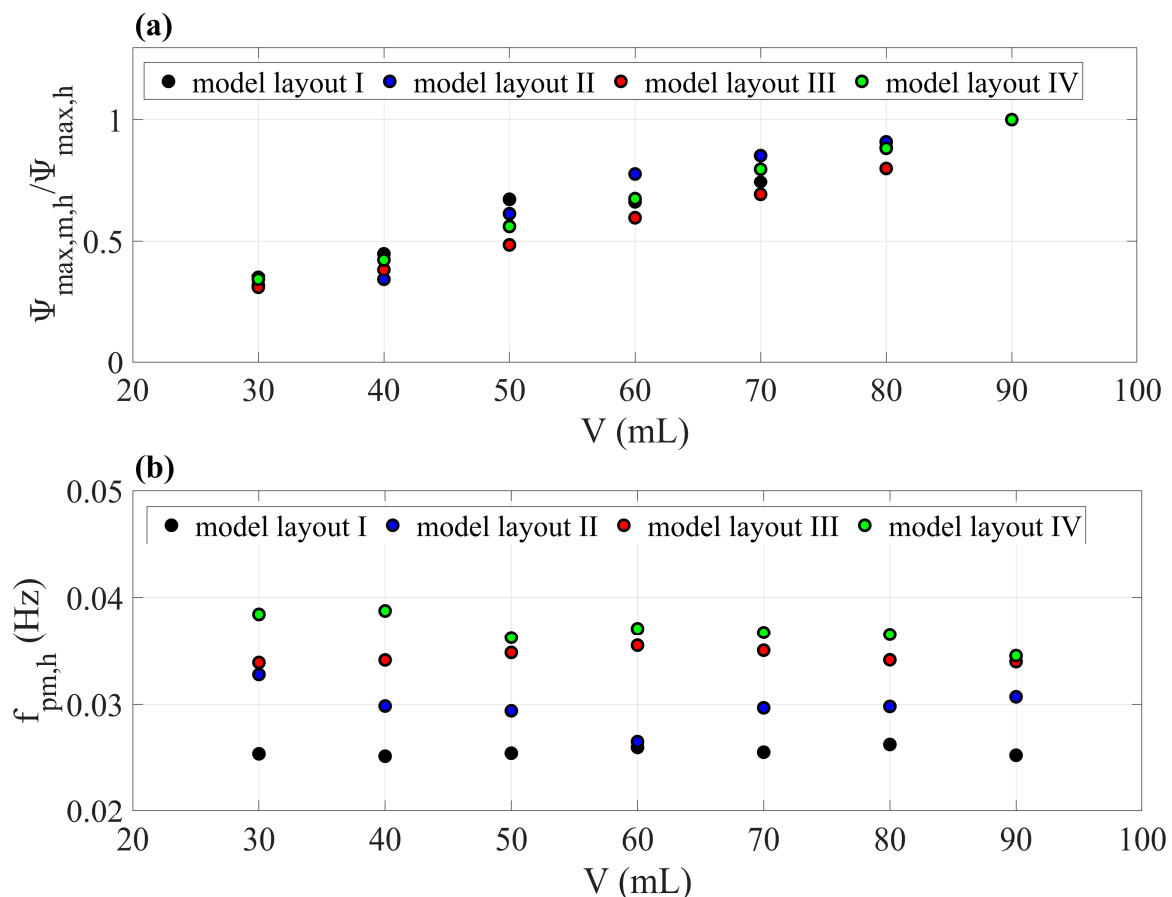 (a)
model layout I model layout II model layout III model layout IV
Ψmax,m,h/Ψmax,h
1
0.5
0
20 30 40 50 60 70 80 90 100
V (mL)
(b)
0.05
model layout I model layout II model layout III model layout IV
fpm,h (Hz)
0.04
0.03
0.02
20 30 40 50 60 70 80 90 100
V (mL)